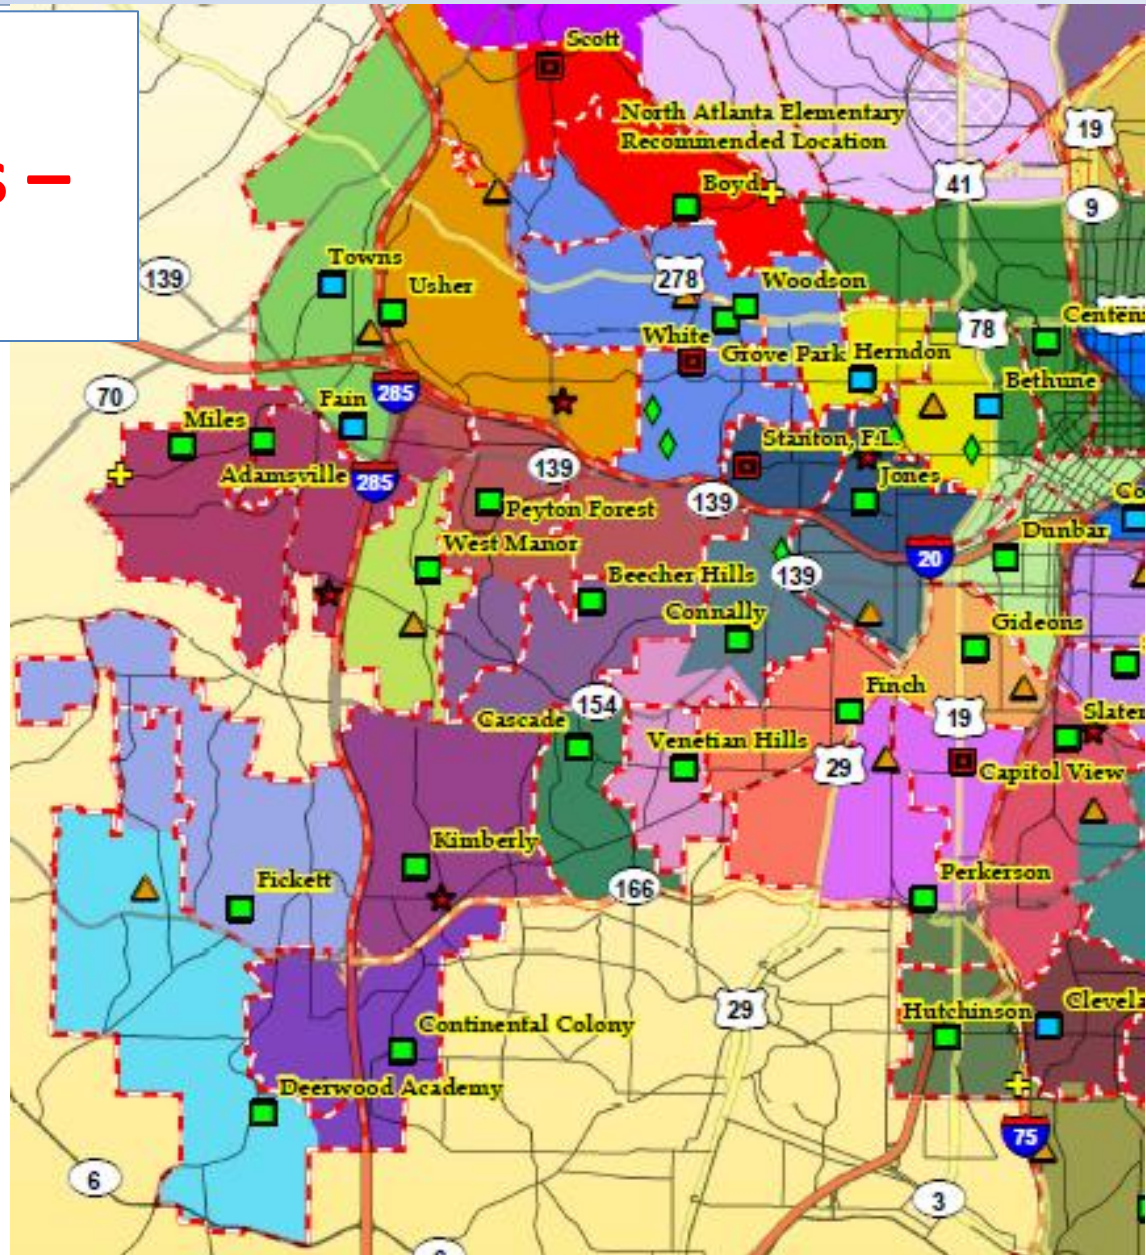 s –
Scott
North Atlanta Elementary
Recommended Location
19
41
9
Boyd
139
Towns
Usher
278
Woodson
White
Grove Park
Herndon
78
Bethune
70
285
Miles
Fain
Adamsville
285
139
Stanton, F.L.
Jones
139
Peyton Forest
West Manor
Dunbar
20
Beecher Hills
139
Connally
Gideons
154
Finch
19
Cascade
Venetian Hills
29
Capitol View
Kimberly
166
Perkerson
Fickett
29
Hutchinson
Continental Colony
Deerwood Academy
75
6
3